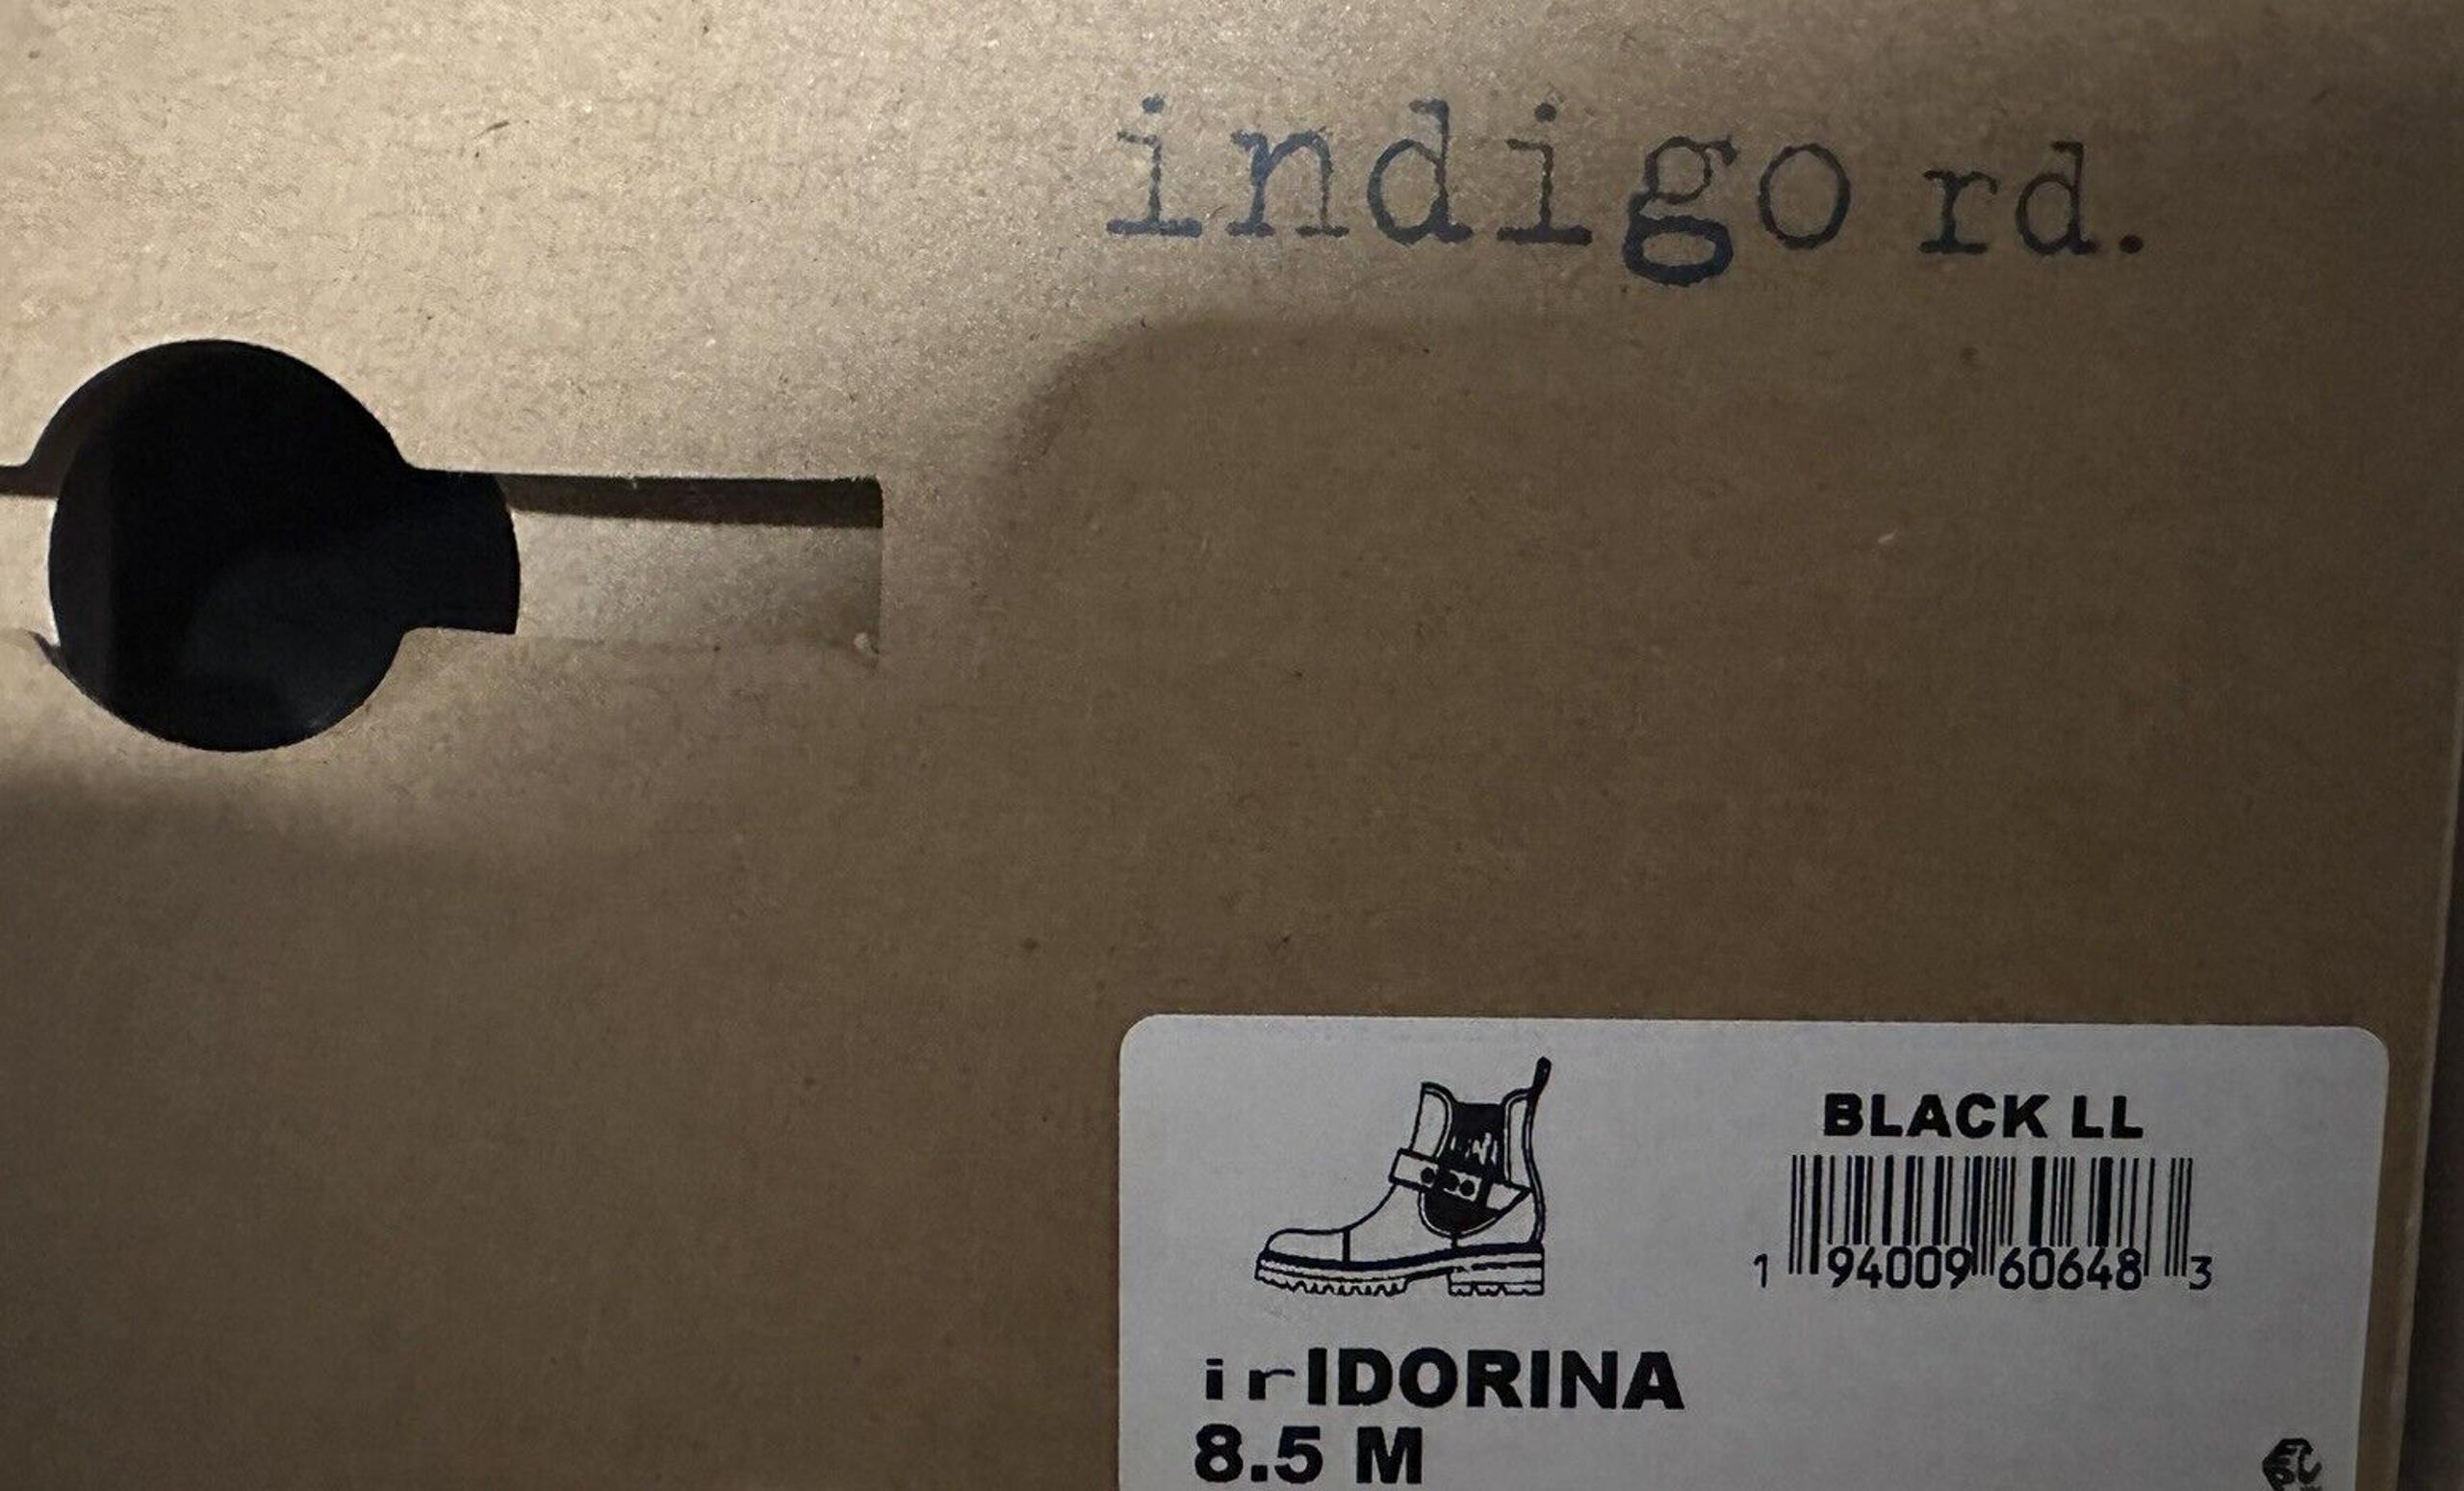 indigo rd.
BLACK LL
1 94009 60648 3
irIDORINA
8.5 M